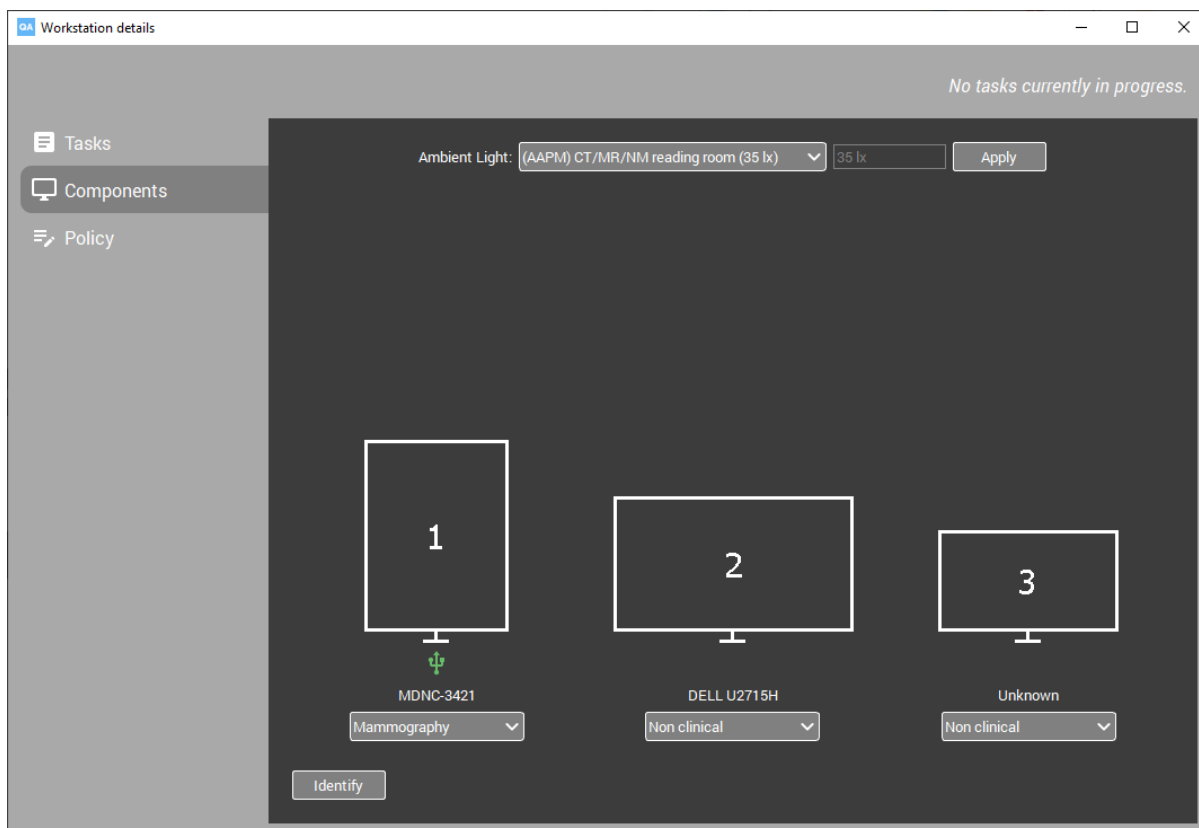 QA Workstation details
No tasks currently in progress.
Tasks
Components
Policy
Ambient Light: (AAPM) CT/MR/NM reading room (35 lx) 35 lx Apply
1
2
3
MDNC-3421 DELL U2715H Unknown
Mammography Non clinical Non clinical
Identify